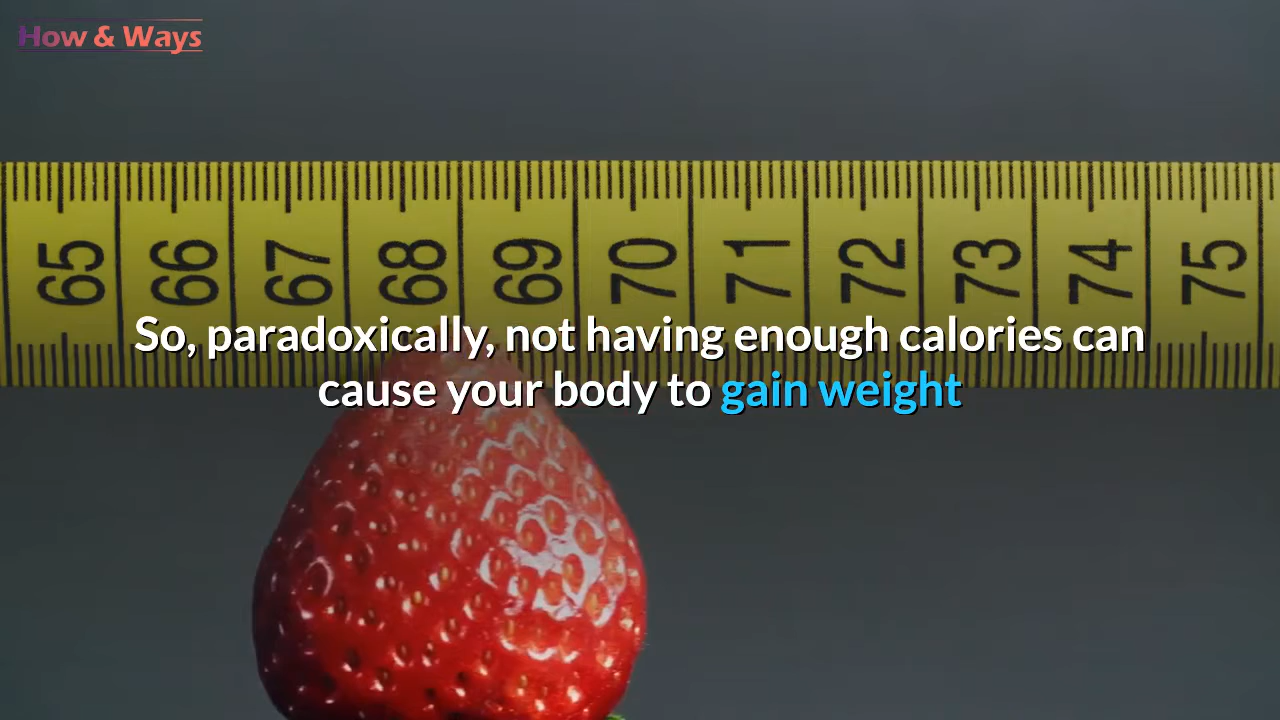 How & Ways
65 66 67 68 69 70 71 72 73 74 75
So, paradoxically, not having enough calories can
cause your body to gain weight